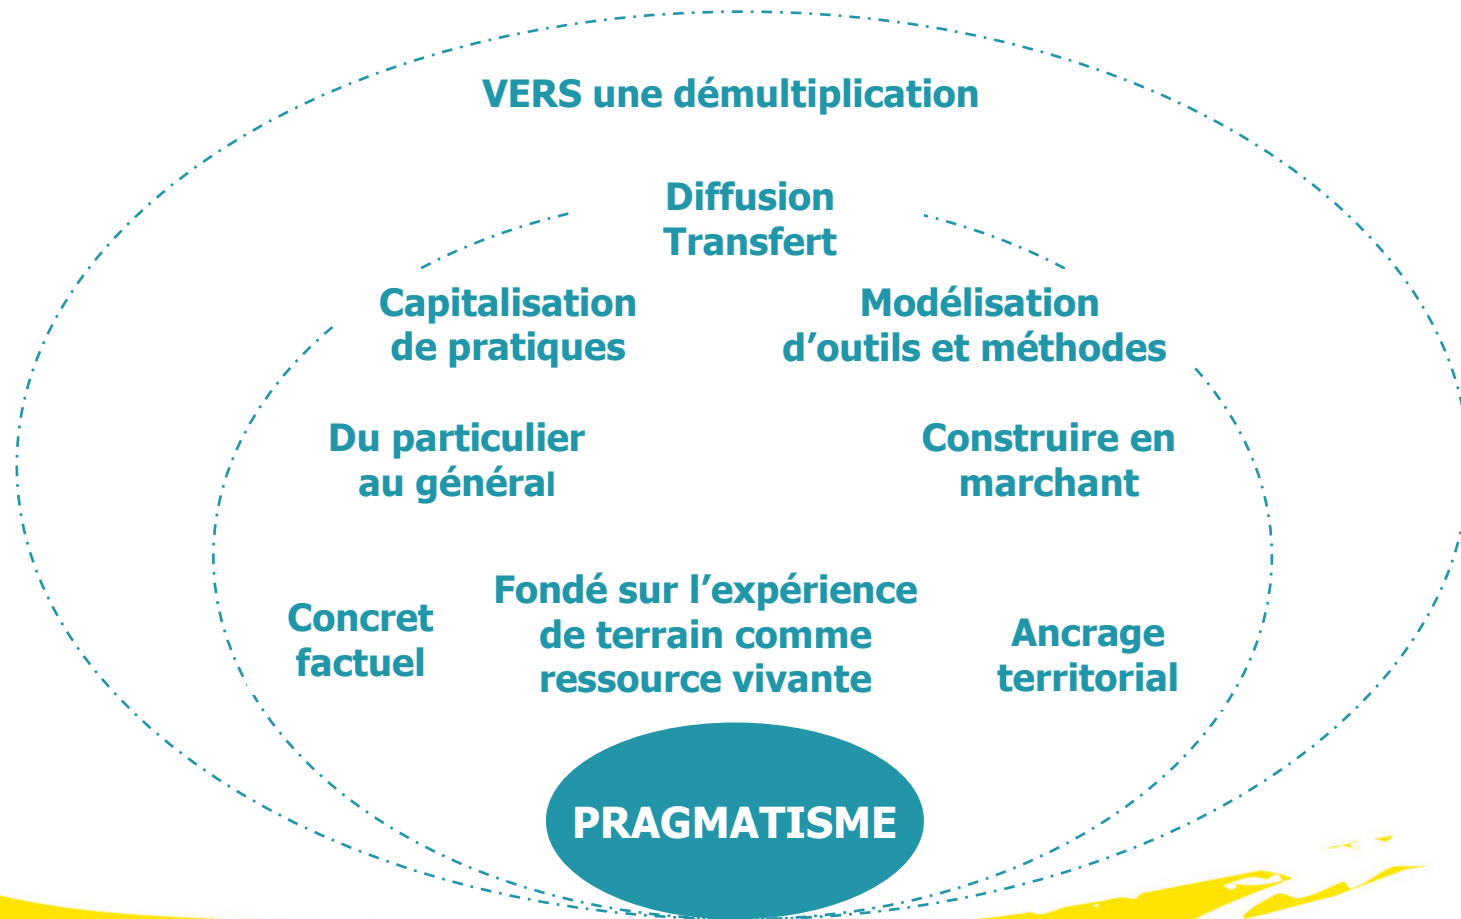 VERS une démultiplication
Diffusion
Transfert
Capitalisation
de pratiques
Modélisation
d’outils et méthodes
Du particulier
au général
Construire en
marchant
Concret
factuel
Fondé sur l’expérience
de terrain comme
ressource vivante
Ancrage
territorial
PRAGMATISME